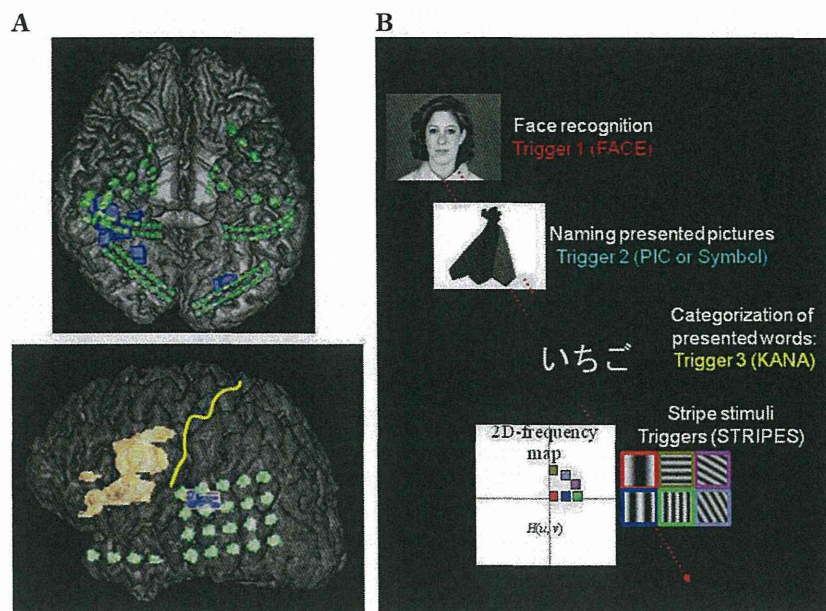 A
B
Face recognition
Trigger 1 (FACE)
Naming presented pictures
Trigger 2 (PIC or Symbol)
Categorization of
presented words:
Trigger 3 (KANA)
いちご
Stripe stimuli
Triggers (STRIPES)
2D-frequency
map
H(u,v)